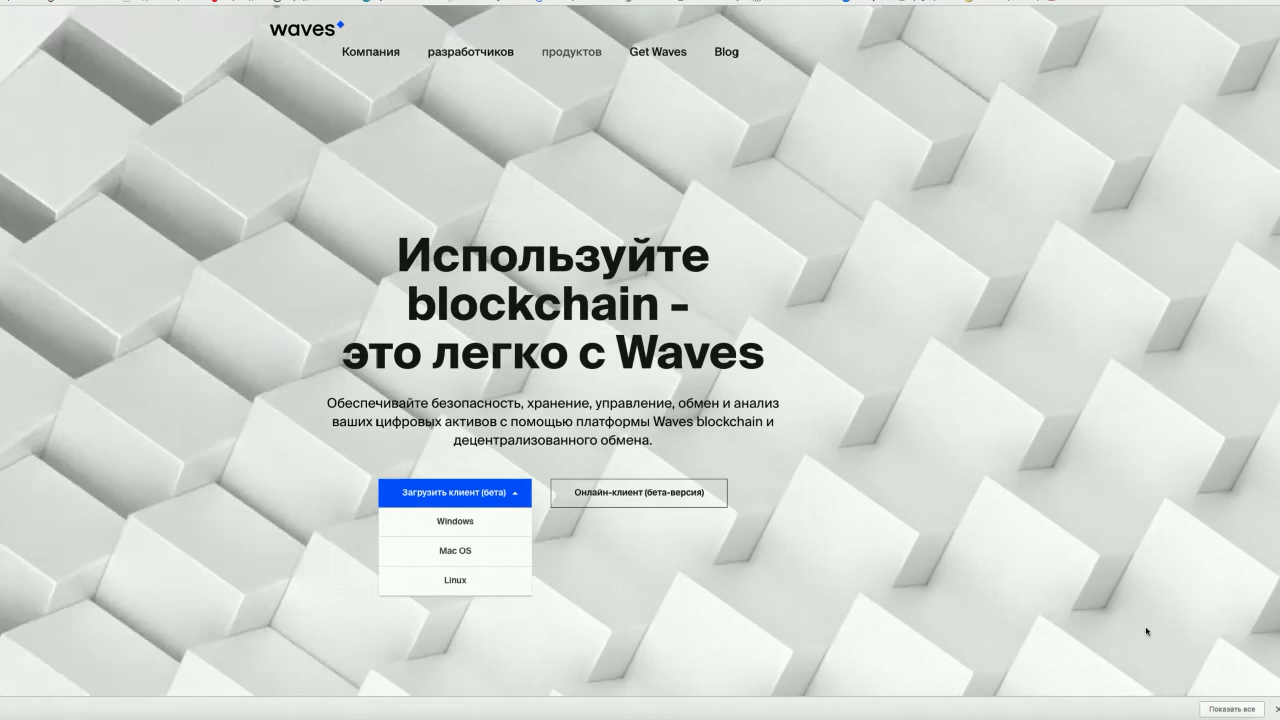 waves
Компания разработчиков продуктов Get Waves Blog
Используйте
blockchain -
это легко с Waves
Обеспечивайте безопасность, хранение, управление, обмен и анализ
ваших цифровых активов с помощью платформы Waves blockchain и
децентрализованного обмена.
Загрузить клиент (бета) Онлайн-клиент (бета-версия)
Windows
Mac OS
Linux
Показать все